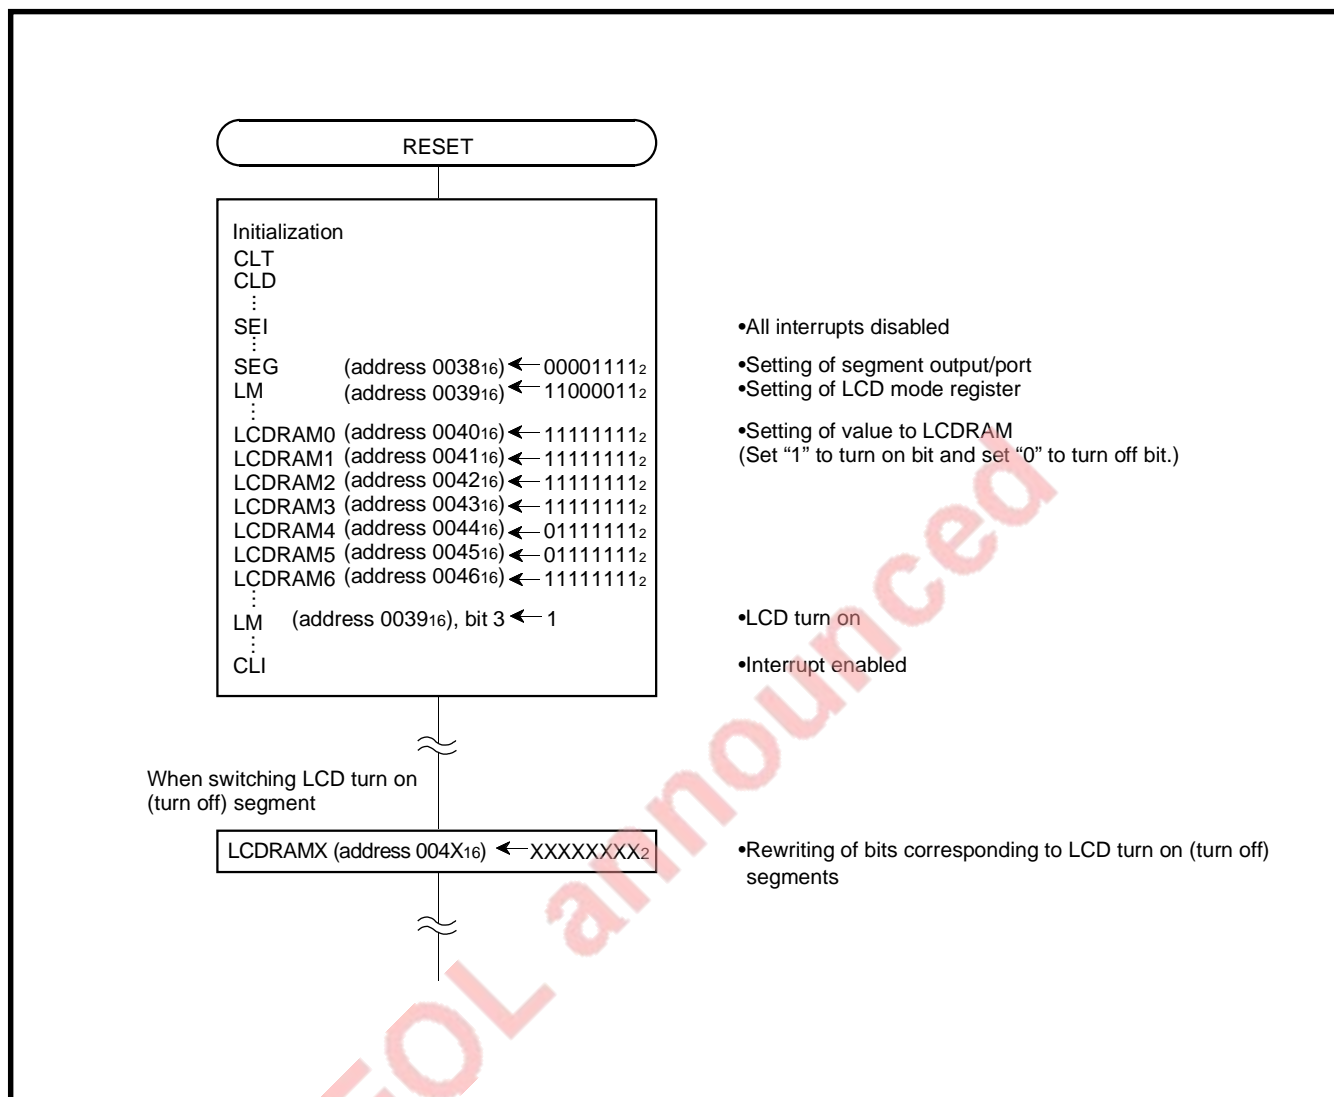 RESET
Initialization
CLT
CLD
SEI
•All interrupts disabled
SEG (address 003816) ← 000011112
•Setting of segment output/port
LM (address 003916) ← 110000112
•Setting of LCD mode register
LCDRAM0 (address 004016) ← 111111112
•Setting of value to LCDRAM
LCDRAM1 (address 004116) ← 111111112
(Set “1” to turn on bit and set “0” to turn off bit.)
LCDRAM2 (address 004216) ← 111111112
LCDRAM3 (address 004316) ← 111111112
LCDRAM4 (address 004416) ← 011111112
LCDRAM5 (address 004516) ← 011111112
LCDRAM6 (address 004616) ← 111111112
LM (address 003916), bit 3 ← 1
•LCD turn on
CLI
•Interrupt enabled
When switching LCD turn on
(turn off) segment
LCDRAMX (address 004X16) ← XXXXXXXX2
•Rewriting of bits corresponding to LCD turn on (turn off)
segments
EOL announced